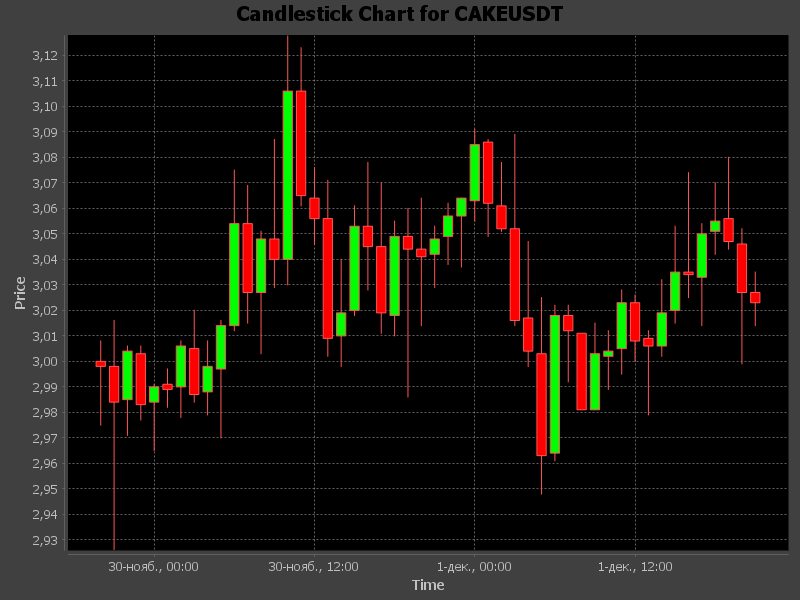 Candlestick Chart for CAKEUSDT
3,12
3,11
3,10
3,09
3,08
3,07
3,06
3,05
3,04
3,03
3,02
3,01
3,00
2,99
2,98
2,97
2,96
2,95
2,94
2,93
Price
30-нояб., 00:00
30-нояб., 12:00
1-дек., 00:00
1-дек., 12:00
Time